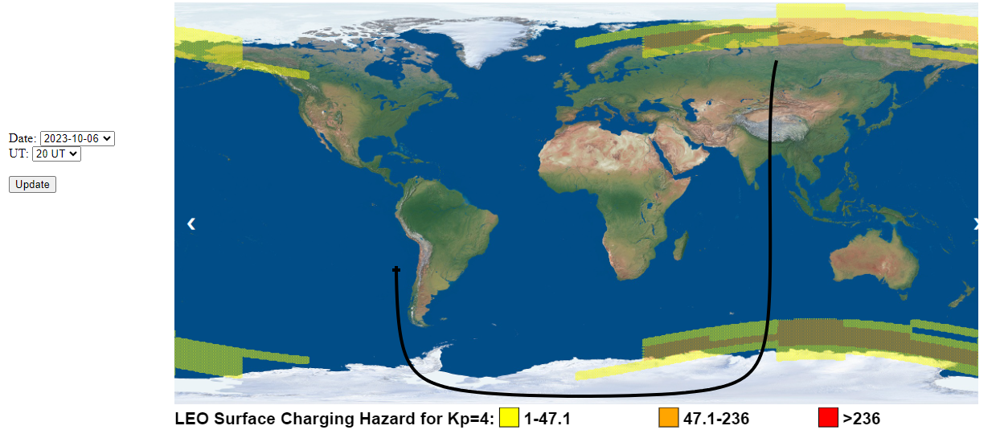 Date: 2023-10-06
UT: 20 UT
Update
LEO Surface Charging Hazard for Kp=4: 1-47.1 47.1-236 >236